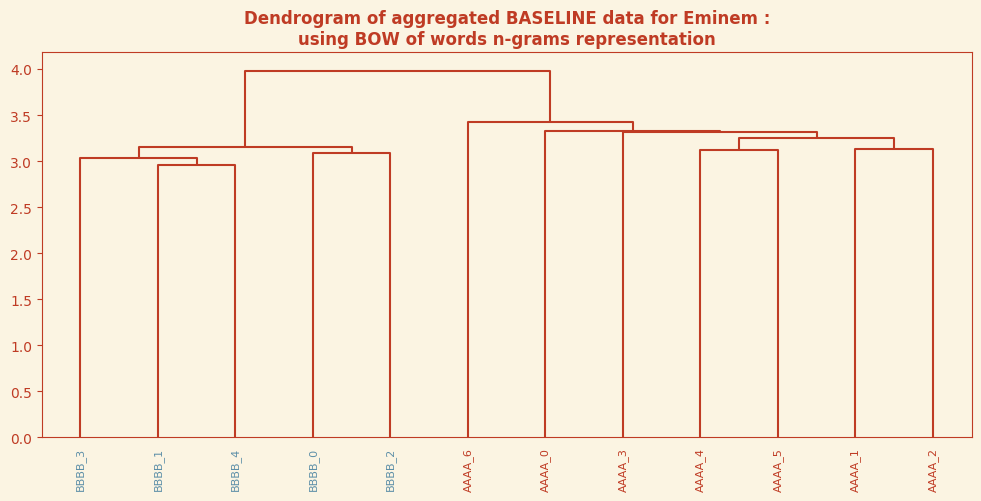 Dendrogram of aggregated BASELINE data for Eminem :
using BOW of words n-grams representation
4.0
3.5
3.0
2.5
2.0
1.5
1.0
0.5
0.0
BBBB_3
BBBB_1
BBBB_4
BBBB_0
BBBB_2
AAAA_6
AAAA_0
AAAA_3
AAAA_4
AAAA_5
AAAA_1
AAAA_2